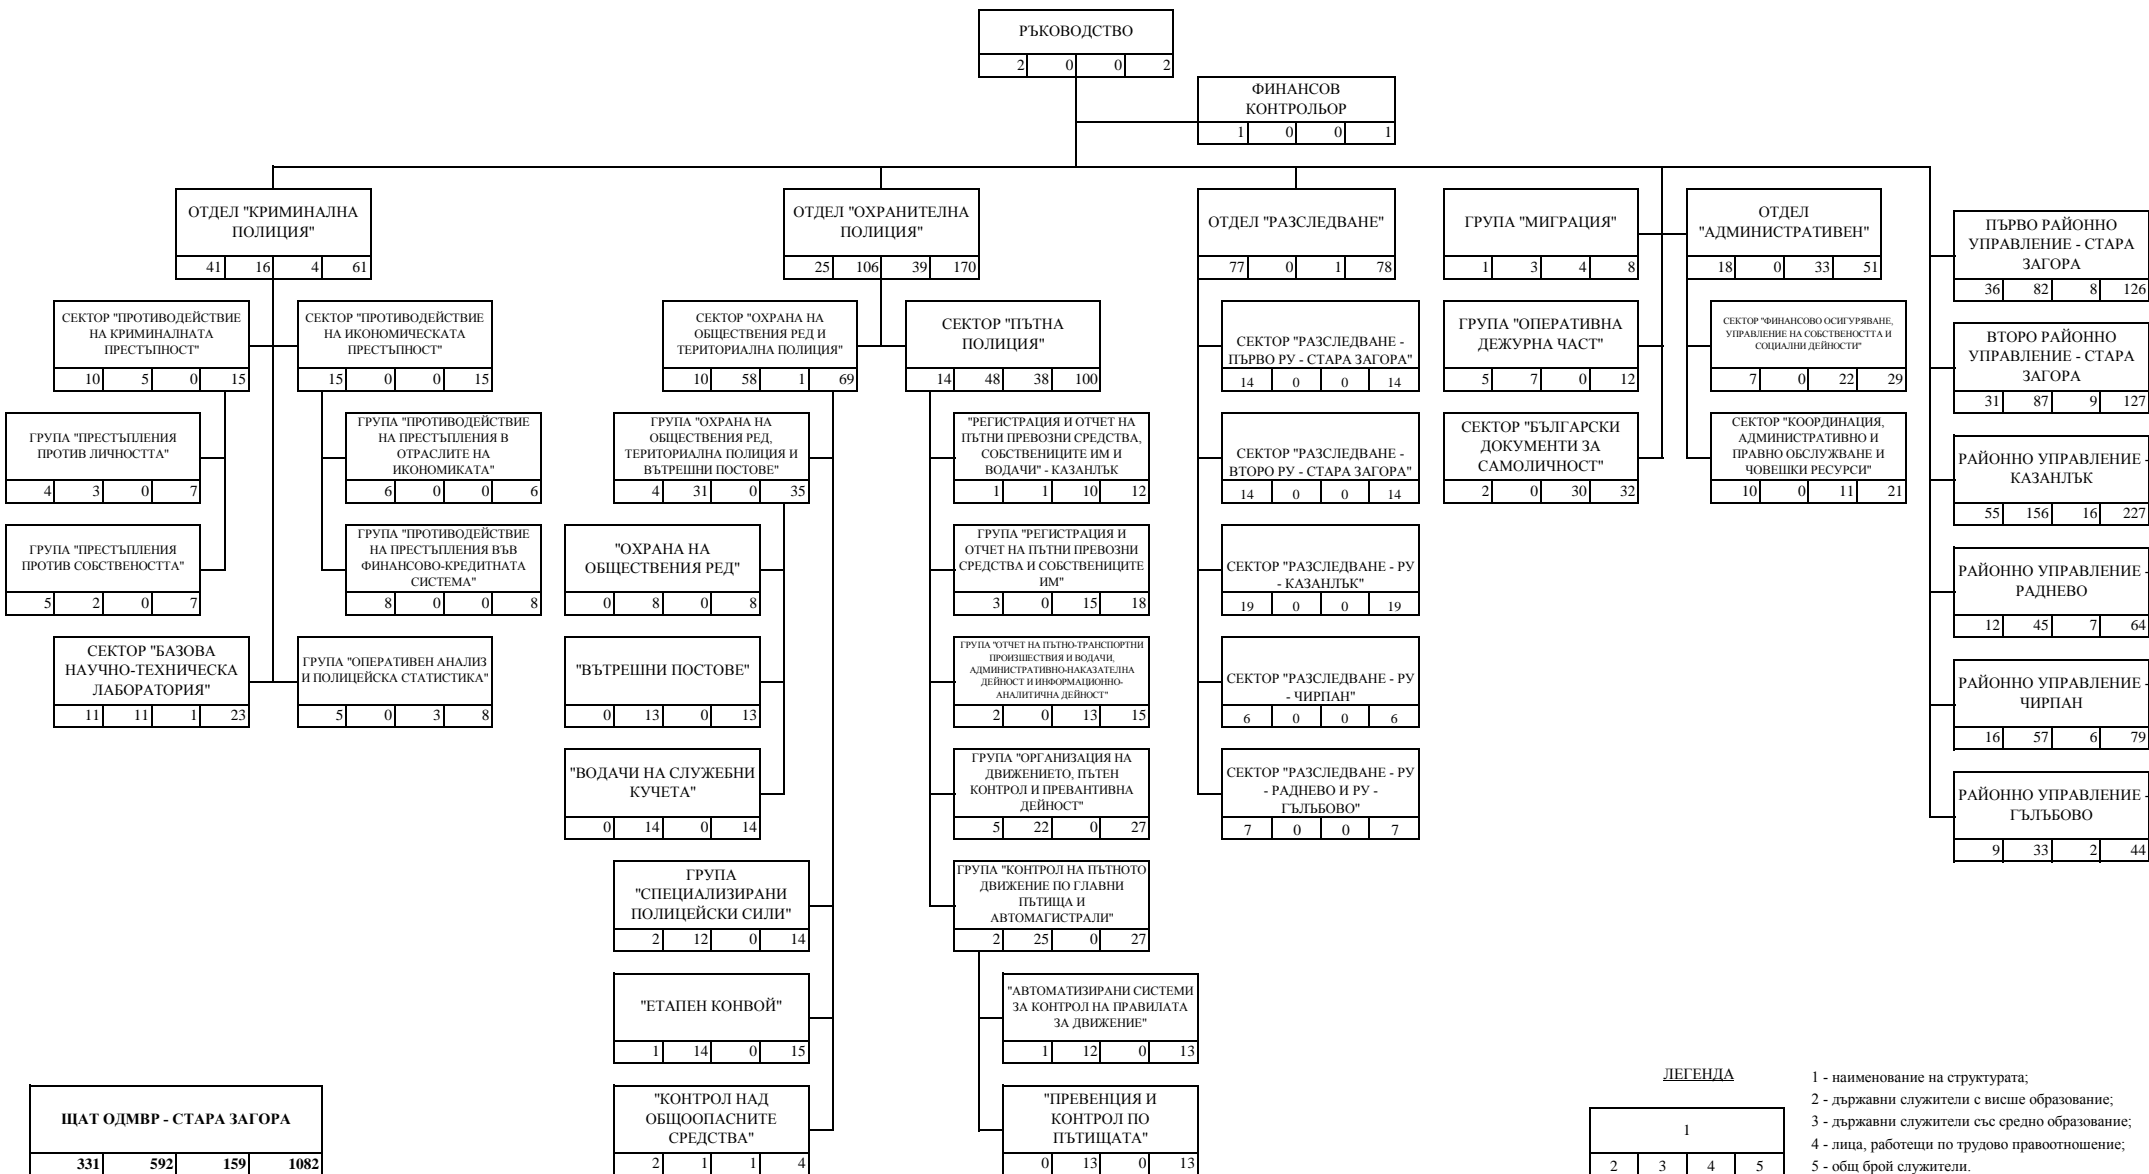 РЪКОВОДСТВО
2 0 0 2
ФИНАНСОВ
КОНТРОЛЬОР
1 0 0 1
ОТДЕЛ "КРИМИНАЛНА
ПОЛИЦИЯ"
41 16 4 61
СЕКТОР "ПРОТИВОДЕЙСТВИЕ
НА КРИМИНАЛНАТА
ПРЕСТЪПНОСТ"
10 5 0 15
СЕКТОР "ПРОТИВОДЕЙСТВИЕ
НА ИКОНОМИЧЕСКАТА
ПРЕСТЪПНОСТ"
15 0 0 15
ГРУПА "ПРЕСТЪПЛЕНИЯ
ПРОТИВ ЛИЧНОСТТА"
4 3 0 7
ГРУПА "ПРОТИВОДЕЙСТВИЕ
НА ПРЕСТЪПЛЕНИЯ В
ОТРАСЛИТЕ НА
ИКОНОМИКАТА"
6 0 0 6
ГРУПА "ПРЕСТЪПЛЕНИЯ
ПРОТИВ СОБСТВЕНОСТТА"
5 2 0 7
ГРУПА "ПРОТИВОДЕЙСТВИЕ
НА ПРЕСТЪПЛЕНИЯ ВЪВ
ФИНАНСОВО-КРЕДИТНАТА
СИСТЕМА"
8 0 0 8
СЕКТОР "БАЗОВА
НАУЧНО-ТЕХНИЧЕСКА
ЛАБОРАТОРИЯ"
11 11 1 23
ГРУПА "ОПЕРАТИВЕН АНАЛИЗ
И ПОЛИЦЕЙСКА СТАТИСТИКА"
5 0 3 8
ОТДЕЛ "ОХРАНИТЕЛНА
ПОЛИЦИЯ"
25 106 39 170
СЕКТОР "ОХРАНА НА
ОБЩЕСТВЕНИЯ РЕД И
ТЕРИТОРИАЛНА ПОЛИЦИЯ"
10 58 1 69
ГРУПА "ОХРАНА НА
ОБЩЕСТВЕНИЯ РЕД,
ТЕРИТОРИАЛНА ПОЛИЦИЯ И
ВЪТРЕШНИ ПОСТОВЕ"
4 31 0 35
"ОХРАНА НА
ОБЩЕСТВЕНИЯ РЕД"
0 8 0 8
"ВЪТРЕШНИ ПОСТОВЕ"
0 13 0 13
"ВОДАЧИ НА СЛУЖЕБНИ
КУЧЕТА"
0 14 0 14
ГРУПА
"СПЕЦИАЛИЗИРАНИ
ПОЛИЦЕЙСКИ СИЛИ"
2 12 0 14
"ЕТАПЕН КОНВОЙ"
1 14 0 15
"КОНТРОЛ НАД
ОБЩООПАСНИТЕ
СРЕДСТВА"
2 1 1 4
СЕКТОР "ПЪТНА
ПОЛИЦИЯ"
14 48 38 100
"РЕГИСТРАЦИЯ И ОТЧЕТ НА
ПЪТНИ ПРЕВОЗНИ СРЕДСТВА,
СОБСТВЕНИЦИТЕ ИМ И
ВОДАЧИ" - КАЗАНЛЪК
1 1 10 12
ГРУПА "РЕГИСТРАЦИЯ И
ОТЧЕТ НА ПЪТНИ ПРЕВОЗНИ
СРЕДСТВА И СОБСТВЕНИЦИТЕ
ИМ"
3 0 15 18
ГРУПА "ОТЧЕТ НА ПЪТНО-ТРАНСПОРТНИ
ПРОИЗШЕСТВИЯ И ВОДАЧИ,
АДМИНИСТРАТИВНО-НАКАЗАТЕЛНА
ДЕЙНОСТ И ИНФОРМАЦИОННО-
АНАЛИТИЧНА ДЕЙНОСТ"
2 0 13 15
ГРУПА "ОРГАНИЗАЦИЯ НА
ДВИЖЕНИЕТО, ПЪТЕН
КОНТРОЛ И ПРЕВАНТИВНА
ДЕЙНОСТ"
5 22 0 27
ГРУПА "КОНТРОЛ НА ПЪТНОТО
ДВИЖЕНИЕ ПО ГЛАВНИ
ПЪТИЩА И
АВТОМАГИСТРАЛИ"
2 25 0 27
"АВТОМАТИЗИРАНИ СИСТЕМИ
ЗА КОНТРОЛ НА ПРАВИЛАТА
ЗА ДВИЖЕНИЕ"
1 12 0 13
"ПРЕВЕНЦИЯ И
КОНТРОЛ ПО
ПЪТИЩАТА"
0 13 0 13
ОТДЕЛ "РАЗСЛЕДВАНЕ"
77 0 1 78
СЕКТОР "РАЗСЛЕДВАНЕ -
ПЪРВО РУ - СТАРА ЗАГОРА"
14 0 0 14
СЕКТОР "РАЗСЛЕДВАНЕ -
ВТОРО РУ - СТАРА ЗАГОРА"
14 0 0 14
СЕКТОР "РАЗСЛЕДВАНЕ - РУ
- КАЗАНЛЪК"
19 0 0 19
СЕКТОР "РАЗСЛЕДВАНЕ - РУ
- ЧИРПАН"
6 0 0 6
СЕКТОР "РАЗСЛЕДВАНЕ - РУ
- РАДНЕВО И РУ -
ГЪЛЪБОВО"
7 0 0 7
ГРУПА "МИГРАЦИЯ"
1 3 4 8
ГРУПА "ОПЕРАТИВНА
ДЕЖУРНА ЧАСТ"
5 7 0 12
СЕКТОР "БЪЛГАРСКИ
ДОКУМЕНТИ ЗА
САМОЛИЧНОСТ"
2 0 30 32
ОТДЕЛ
"АДМИНИСТРАТИВЕН"
18 0 33 51
СЕКТОР "ФИНАНСОВО ОСИГУРЯВАНЕ,
УПРАВЛЕНИЕ НА СОБСТВЕНОСТТА И
СОЦИАЛНИ ДЕЙНОСТИ"
7 0 22 29
СЕКТОР "КООРДИНАЦИЯ,
АДМИНИСТРАТИВНО И
ПРАВНО ОБСЛУЖВАНЕ И
ЧОВЕШКИ РЕСУРСИ"
10 0 11 21
ПЪРВО РАЙОННО
УПРАВЛЕНИЕ - СТАРА
ЗАГОРА
36 82 8 126
ВТОРО РАЙОННО
УПРАВЛЕНИЕ - СТАРА
ЗАГОРА
31 87 9 127
РАЙОННО УПРАВЛЕНИЕ -
КАЗАНЛЪК
55 156 16 227
РАЙОННО УПРАВЛЕНИЕ -
РАДНЕВО
12 45 7 64
РАЙОННО УПРАВЛЕНИЕ -
ЧИРПАН
16 57 6 79
РАЙОННО УПРАВЛЕНИЕ -
ГЪЛЪБОВО
9 33 2 44
ЩАТ ОДМВР - СТАРА ЗАГОРА
331 592 159 1082
ЛЕГЕНДА
1
2 3 4 5
1 - наименование на структурата;
2 - държавни служители с висше образование;
3 - държавни служители със средно образование;
4 - лица, работещи по трудово правоотношение;
5 - общ брой служители.